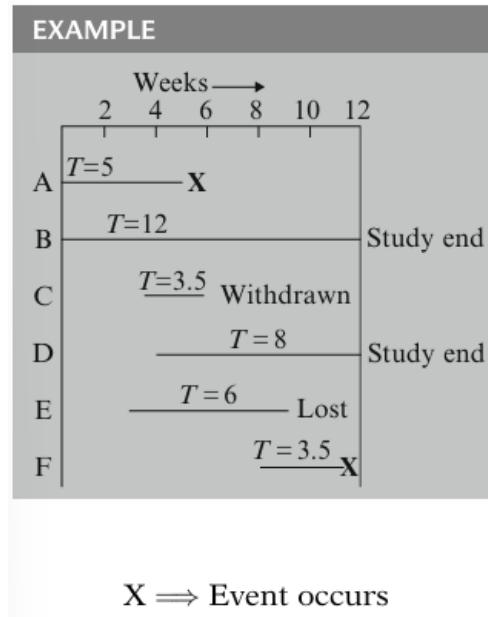 EXAMPLE
Weeks→
2 4 6 8 10 12
T=5
A X
T=12
B Study end
T=3.5
C Withdrawn
T = 8
D Study end
T = 6
E Lost
T = 3.5
F X
X ⟹ Event occurs